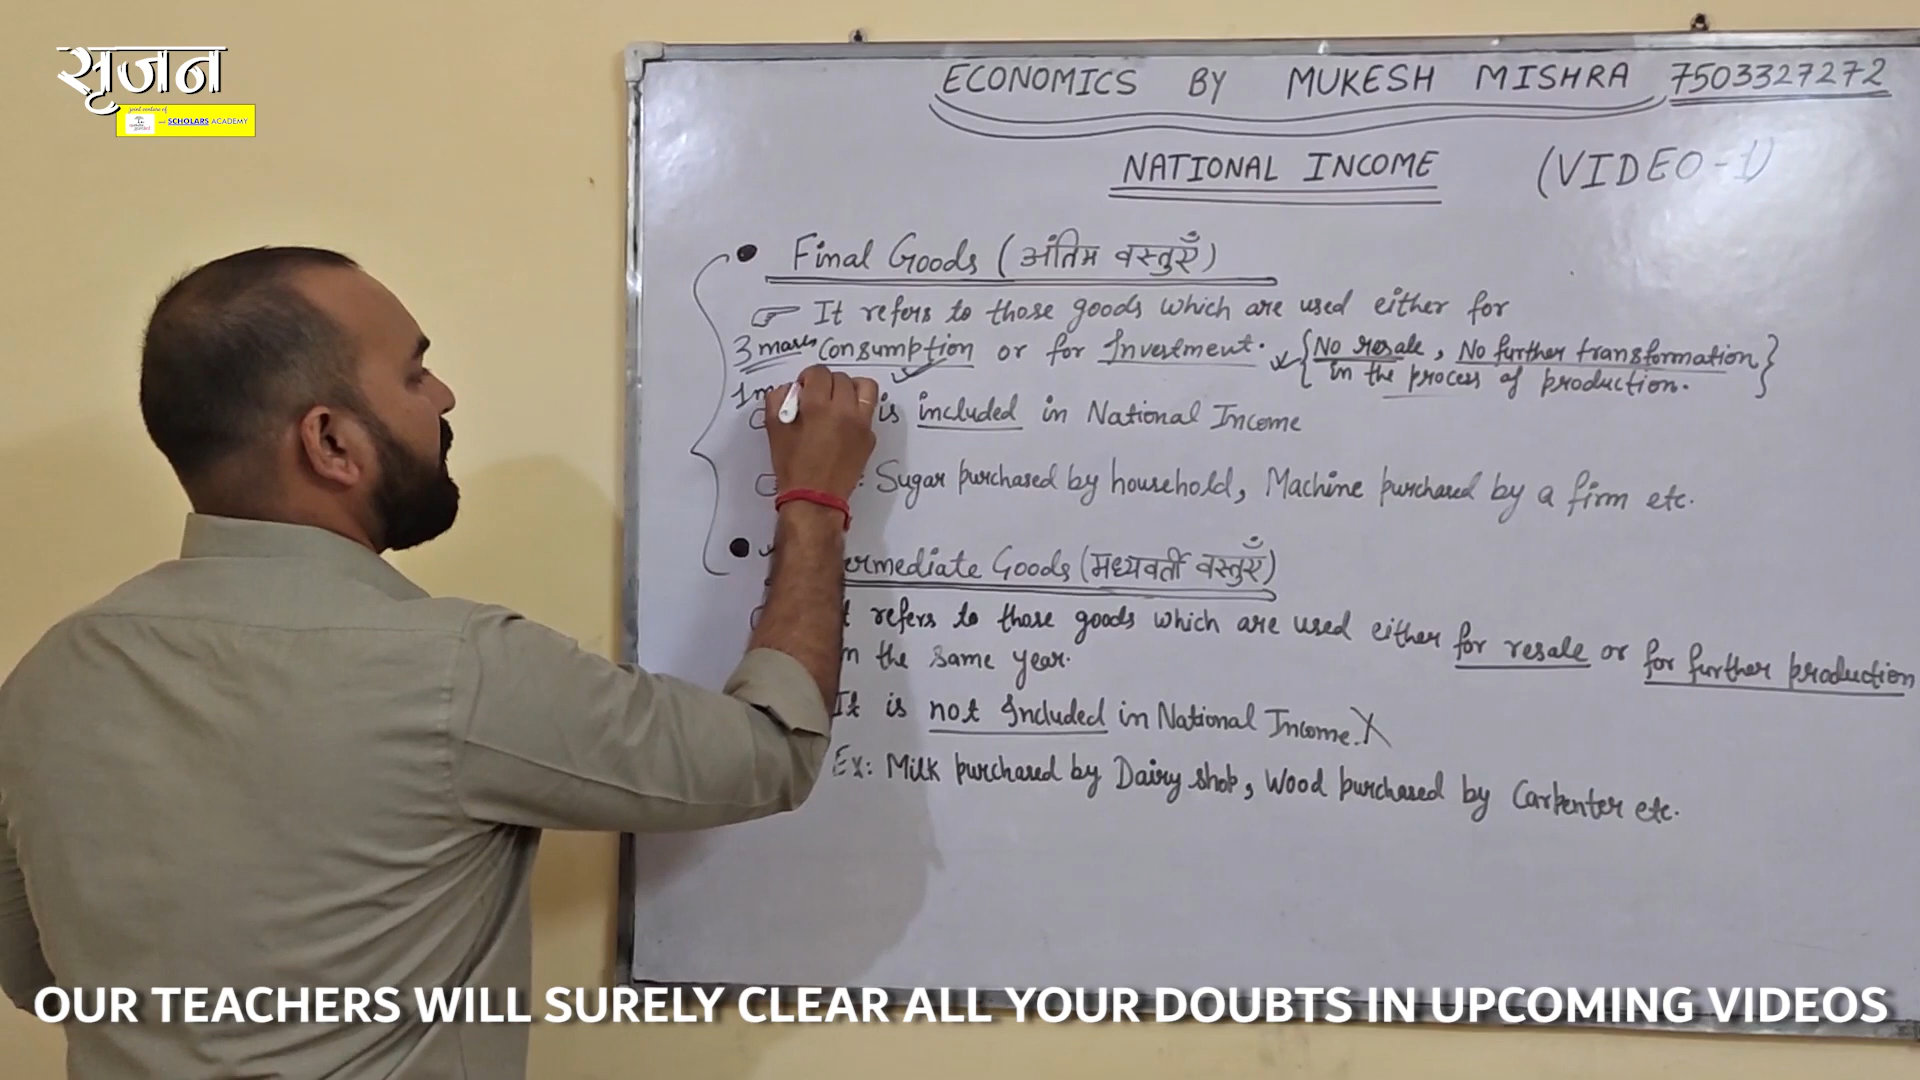 सृजन
joint venture of
SCHOLARS ACADEMY
ECONOMICS BY MUKESH MISHRA 7503327272
NATIONAL INCOME (VIDEO-1)
Final Goods (अंतिम वस्तुएँ)
It refers to those goods which are used either for
3 marks Consumption or for Investment. {No resale, No further transformation
in the process of production.}
is included in National Income
Sugar purchased by household, Machine purchased by a firm etc.
ermediate Goods (मध्यवर्ती वस्तुएँ)
refers to those goods which are used either for resale or for further production
in the same year.
It is not Included in National Income. X
Ex: Milk purchased by Dairy shop, Wood purchased by Carpenter etc.
OUR TEACHERS WILL SURELY CLEAR ALL YOUR DOUBTS IN UPCOMING VIDEOS